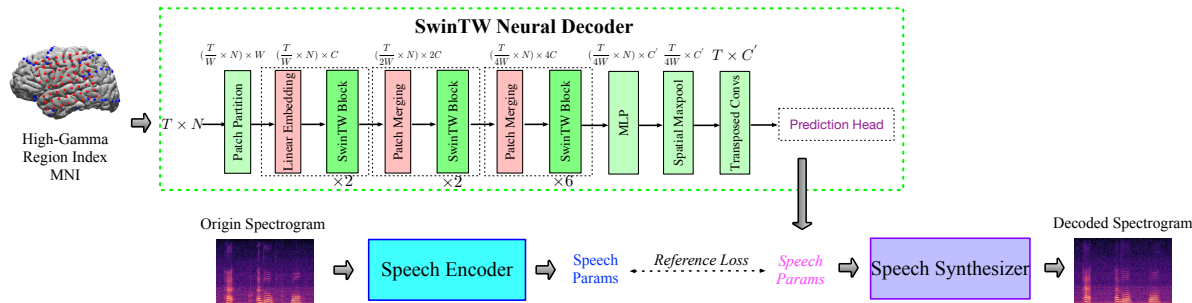 SwinTW Neural Decoder
(T/W × N) × W
(T/W × N) × C
(T/2W × N) × 2C
(T/4W × N) × 4C
(T/4W × N) × C'
T/4W × C'
T × C'
High-Gamma
Region Index
MNI
T × N
Patch Partition
Linear Embedding
SwinTW Block
×2
Patch Merging
SwinTW Block
×2
Patch Merging
SwinTW Block
×6
MLP
Spatial Maxpool
Transposed Convs
Prediction Head
Origin Spectrogram
Speech Encoder
Speech
Params
Reference Loss
Speech
Params
Speech Synthesizer
Decoded Spectrogram